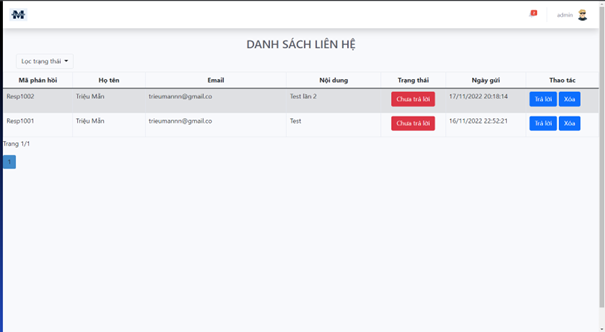 M
admin
DANH SÁCH LIÊN HỆ
Lọc trạng thái
Mã phản hồi Họ tên Email Nội dung Trạng thái Ngày gửi Thao tác
Resp1002 Triệu Mẫn trieumannn@gmail.co Test lần 2 Chưa trả lời 17/11/2022 20:18:14 Trả lời Xóa
Resp1001 Triệu Mẫn trieumannn@gmail.co Test Chưa trả lời 16/11/2022 22:52:21 Trả lời Xóa
Trang 1/1
1